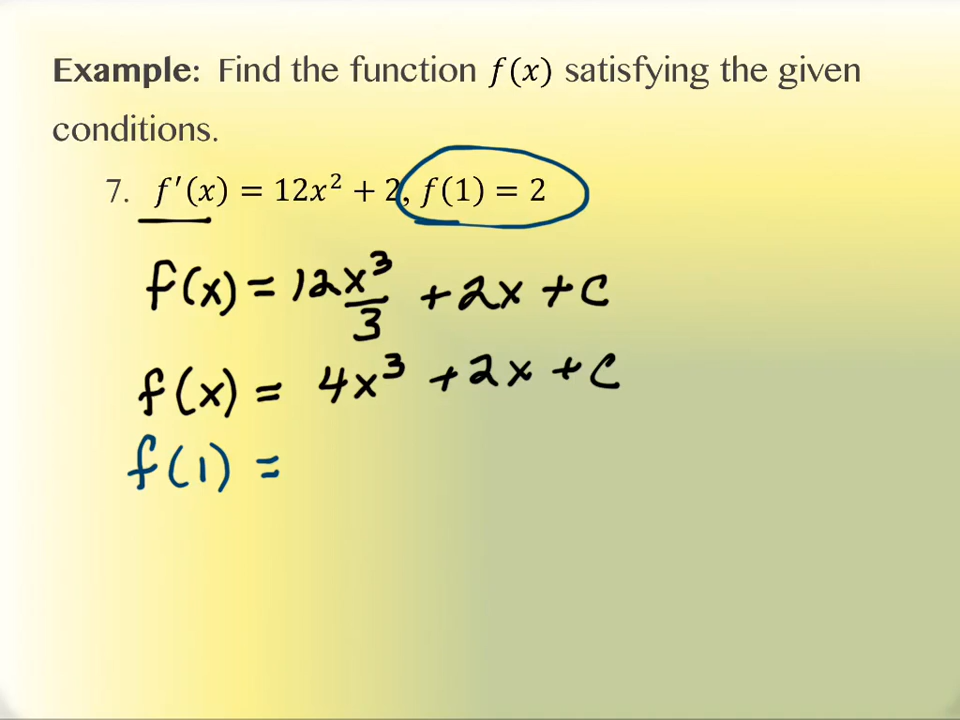 Example: Find the function f(x) satisfying the given
conditions.
7. f'(x) = 12x² + 2, f(1) = 2
f(x) = 12x³/3 + 2x + C
f(x) = 4x³ + 2x + C
f(1) =